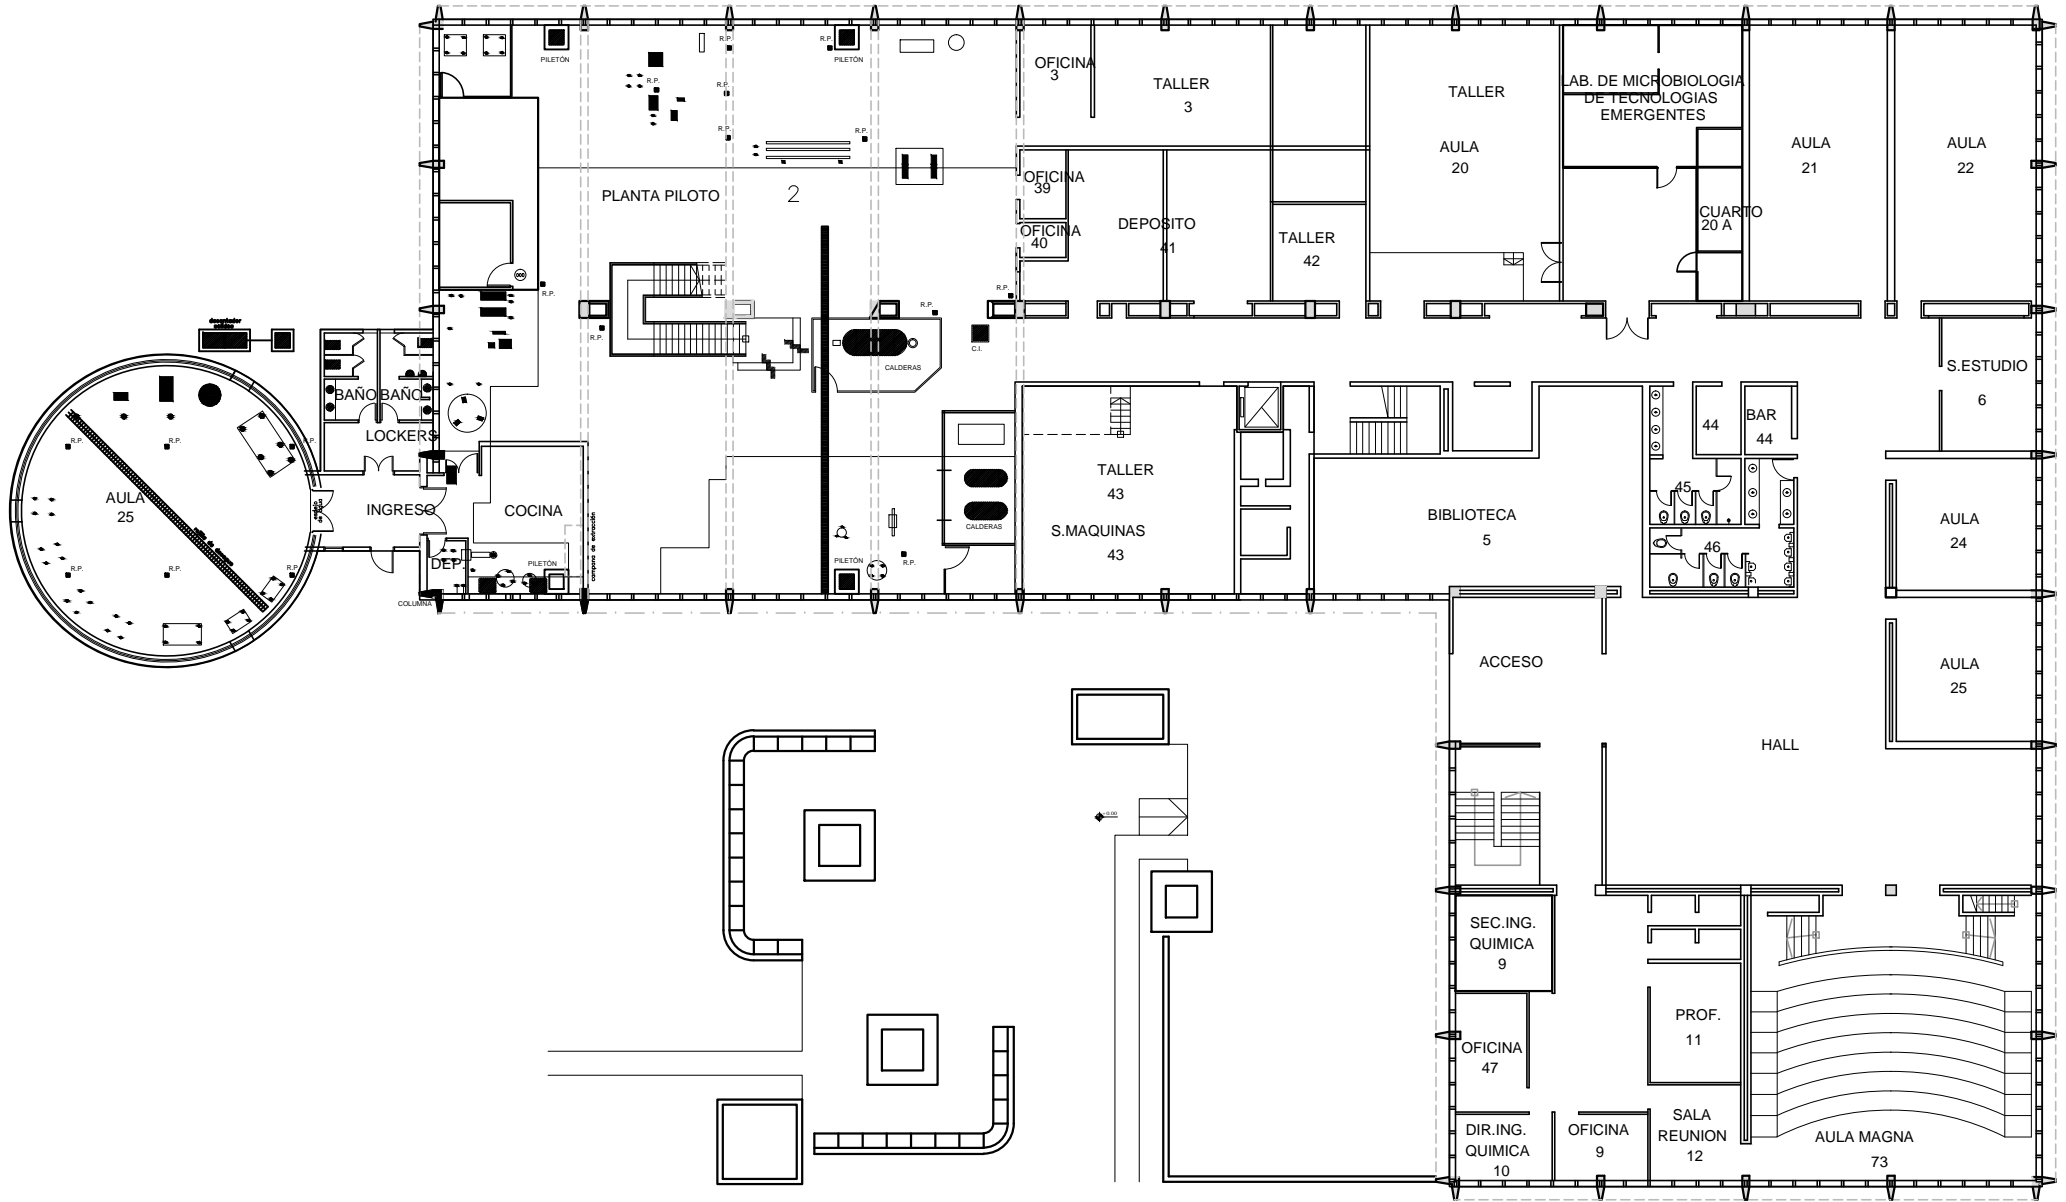 PILETÓN
R.P.
R.P.
PILETÓN
R.P.
R.P.
R.P.
R.P.
OFICINA
3
TALLER
3
TALLER
AULA
20
LAB. DE MICROBIOLOGIA
DE TECNOLOGIAS
EMERGENTES
AULA
21
AULA
22
PLANTA PILOTO
2
OFICINA
39
OFICINA
40
DEPOSITO
41
TALLER
42
CUARTO
20 A
R.P.
R.P.
R.P.
R.P.
R.P.
C.I.
CALDERAS
S.ESTUDIO
6
BAÑO
BAÑO
LOCKERS
R.P.
R.P.
R.P.
AULA
25
R.P.
R.P.
R.P.
INGRESO
COCINA
campana de extracción
DEP.
PILETÓN
COLUMNA
CALDERAS
PILETÓN
R.P.
TALLER
43
S.MAQUINAS
43
BIBLIOTECA
5
44
BAR
44
45
46
AULA
24
AULA
25
ACCESO
HALL
SEC.ING.
QUIMICA
9
OFICINA
47
PROF.
11
DIR.ING.
QUIMICA
10
OFICINA
9
SALA
REUNION
12
AULA MAGNA
73